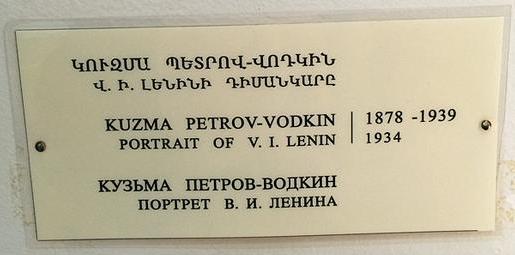 ԿՈՒԶՄԱ ՊԵՏՐՈՎ-ՎՈԴԿԻՆ
Վ. Ի. ԼԵՆԻՆԻ ԴԻՄԱՆԿԱՐԸ
KUZMA PETROV-VODKIN | 1878 -1939
PORTRAIT OF V. I. LENIN | 1934
КУЗЬМА ПЕТРОВ-ВОДКИН
ПОРТРЕТ В. И. ЛЕНИНА